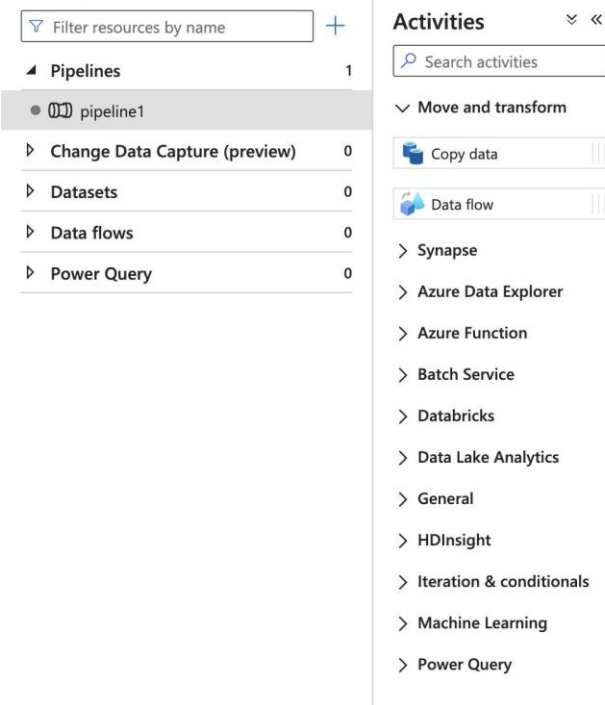 Filter resources by name
Pipelines 1
pipeline1
Change Data Capture (preview) 0
Datasets 0
Data flows 0
Power Query 0
Activities
Search activities
Move and transform
Copy data
Data flow
Synapse
Azure Data Explorer
Azure Function
Batch Service
Databricks
Data Lake Analytics
General
HDInsight
Iteration & conditionals
Machine Learning
Power Query